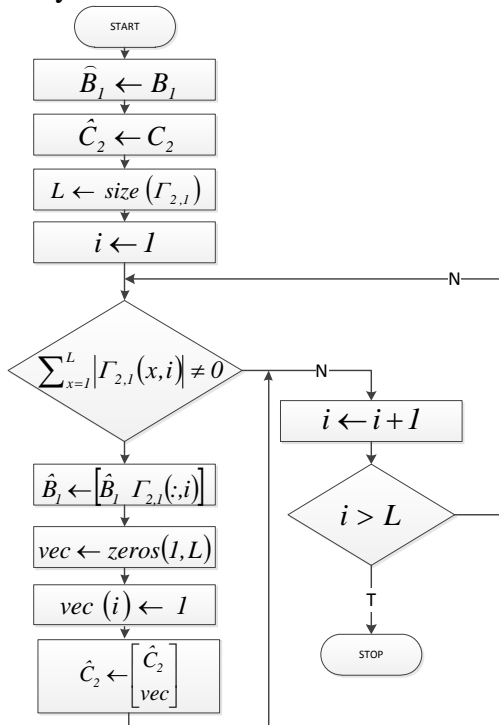 START
B̂₁ ← B₁
Ĉ₂ ← C₂
L ← size (Γ₂,₁)
i ← 1
N
∑ₓ₌₁ᴸ |Γ₂,₁(x,i)| ≠ 0
N
i ← i+1
B̂₁ ← [B̂₁ Γ₂,₁(:,i)]
i > L
vec ← zeros(1,L)
vec (i) ← 1
T
Ĉ₂ ← [Ĉ₂
vec]
STOP